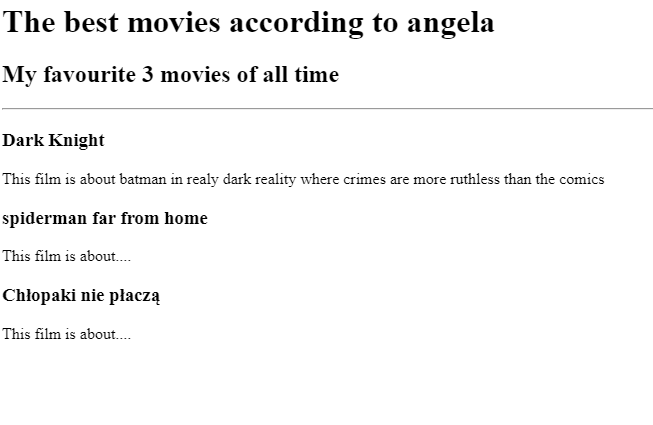 The best movies according to angela
My favourite 3 movies of all time
Dark Knight
This film is about batman in realy dark reality where crimes are more ruthless than the comics
spiderman far from home
This film is about....
Chłopaki nie płaczą
This film is about....